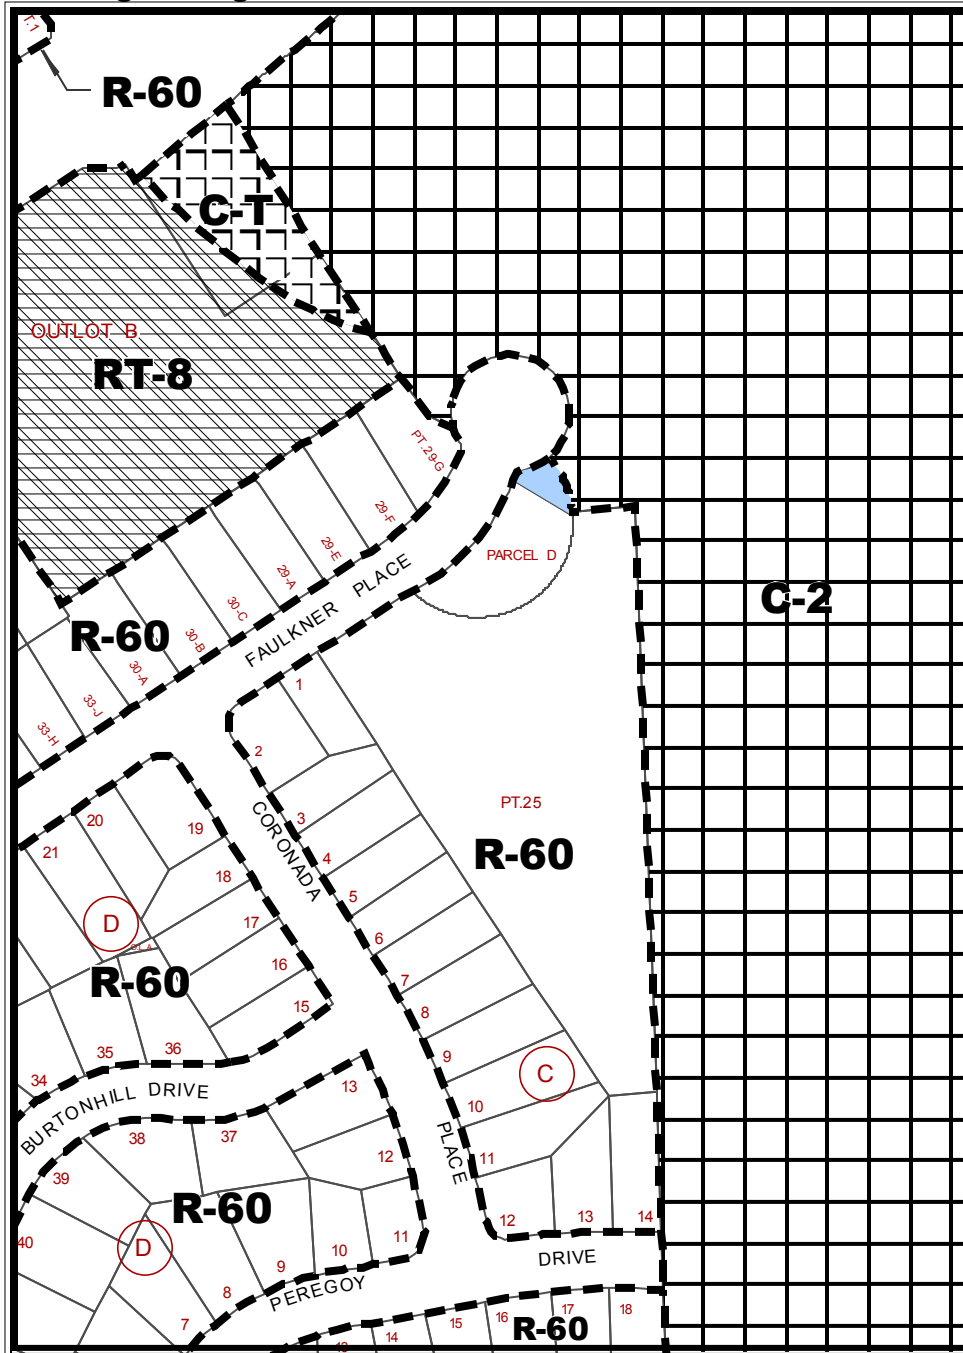 T.1
R-60
C-T
OUTLOT B
RT-8
PT.29-G
29-F
29-E
29-A
30-C
30-B
30-A
33-J
33-H
R-60
FAULKNER PLACE
PARCEL D
C-2
1
2
3
4
5
6
7
8
9
10
11
12
13
14
CORONADA
PLACE
PT.25
R-60
C
20
21
19
18
17
16
15
D
R-60
34
35
36
BURTONHILL DRIVE
13
12
11
10
9
8
7
37
38
39
40
R-60
D
PEREGOY
DRIVE
14
15
16
17
18
R-60